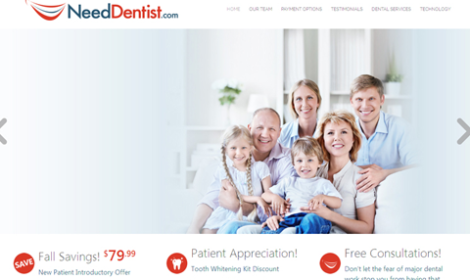 NeedDentist.com
HOME OUR TEAM PAYMENT OPTIONS TESTIMONIALS DENTAL SERVICES TECHNOLOGY
SAVE
Fall Savings! $79.99
New Patient Introductory Offer
Patient Appreciation!
Tooth Whitening Kit Discount
Free Consultations!
Don't let the fear of major dental
work stop you from having that